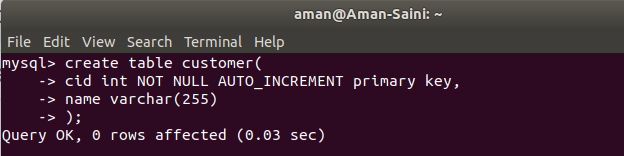 aman@Aman-Saini: ~
File Edit View Search Terminal Help
mysql> create table customer(
    -> cid int NOT NULL AUTO_INCREMENT primary key,
    -> name varchar(255)
    -> );
Query OK, 0 rows affected (0.03 sec)